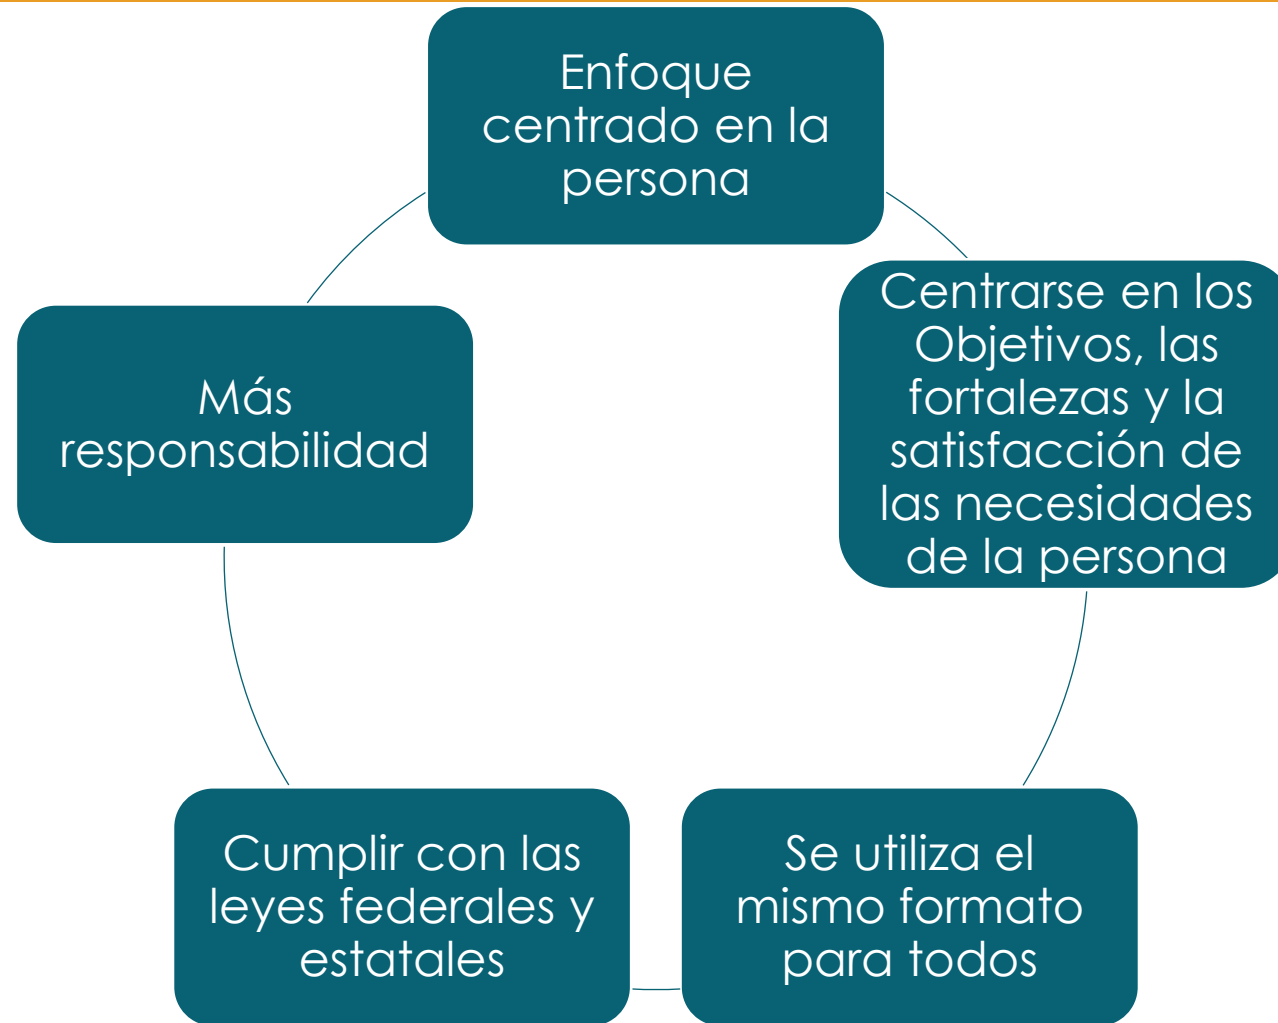 Enfoque
centrado en la
persona
Centrarse en los
Objetivos, las
fortalezas y la
satisfacción de
las necesidades
de la persona
Se utiliza el
mismo formato
para todos
Cumplir con las
leyes federales y
estatales
Más
responsabilidad